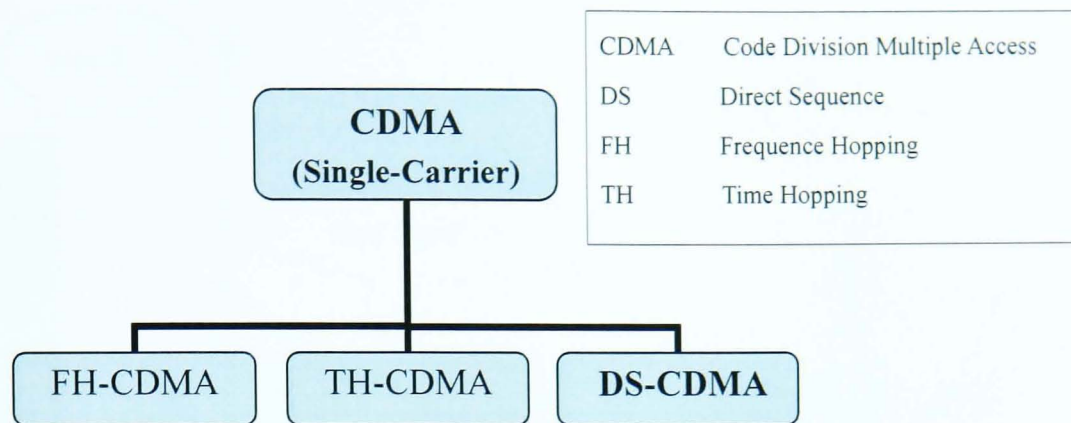 CDMA
(Single-Carrier)
CDMA Code Division Multiple Access
DS Direct Sequence
FH Frequence Hopping
TH Time Hopping
FH-CDMA
TH-CDMA
DS-CDMA